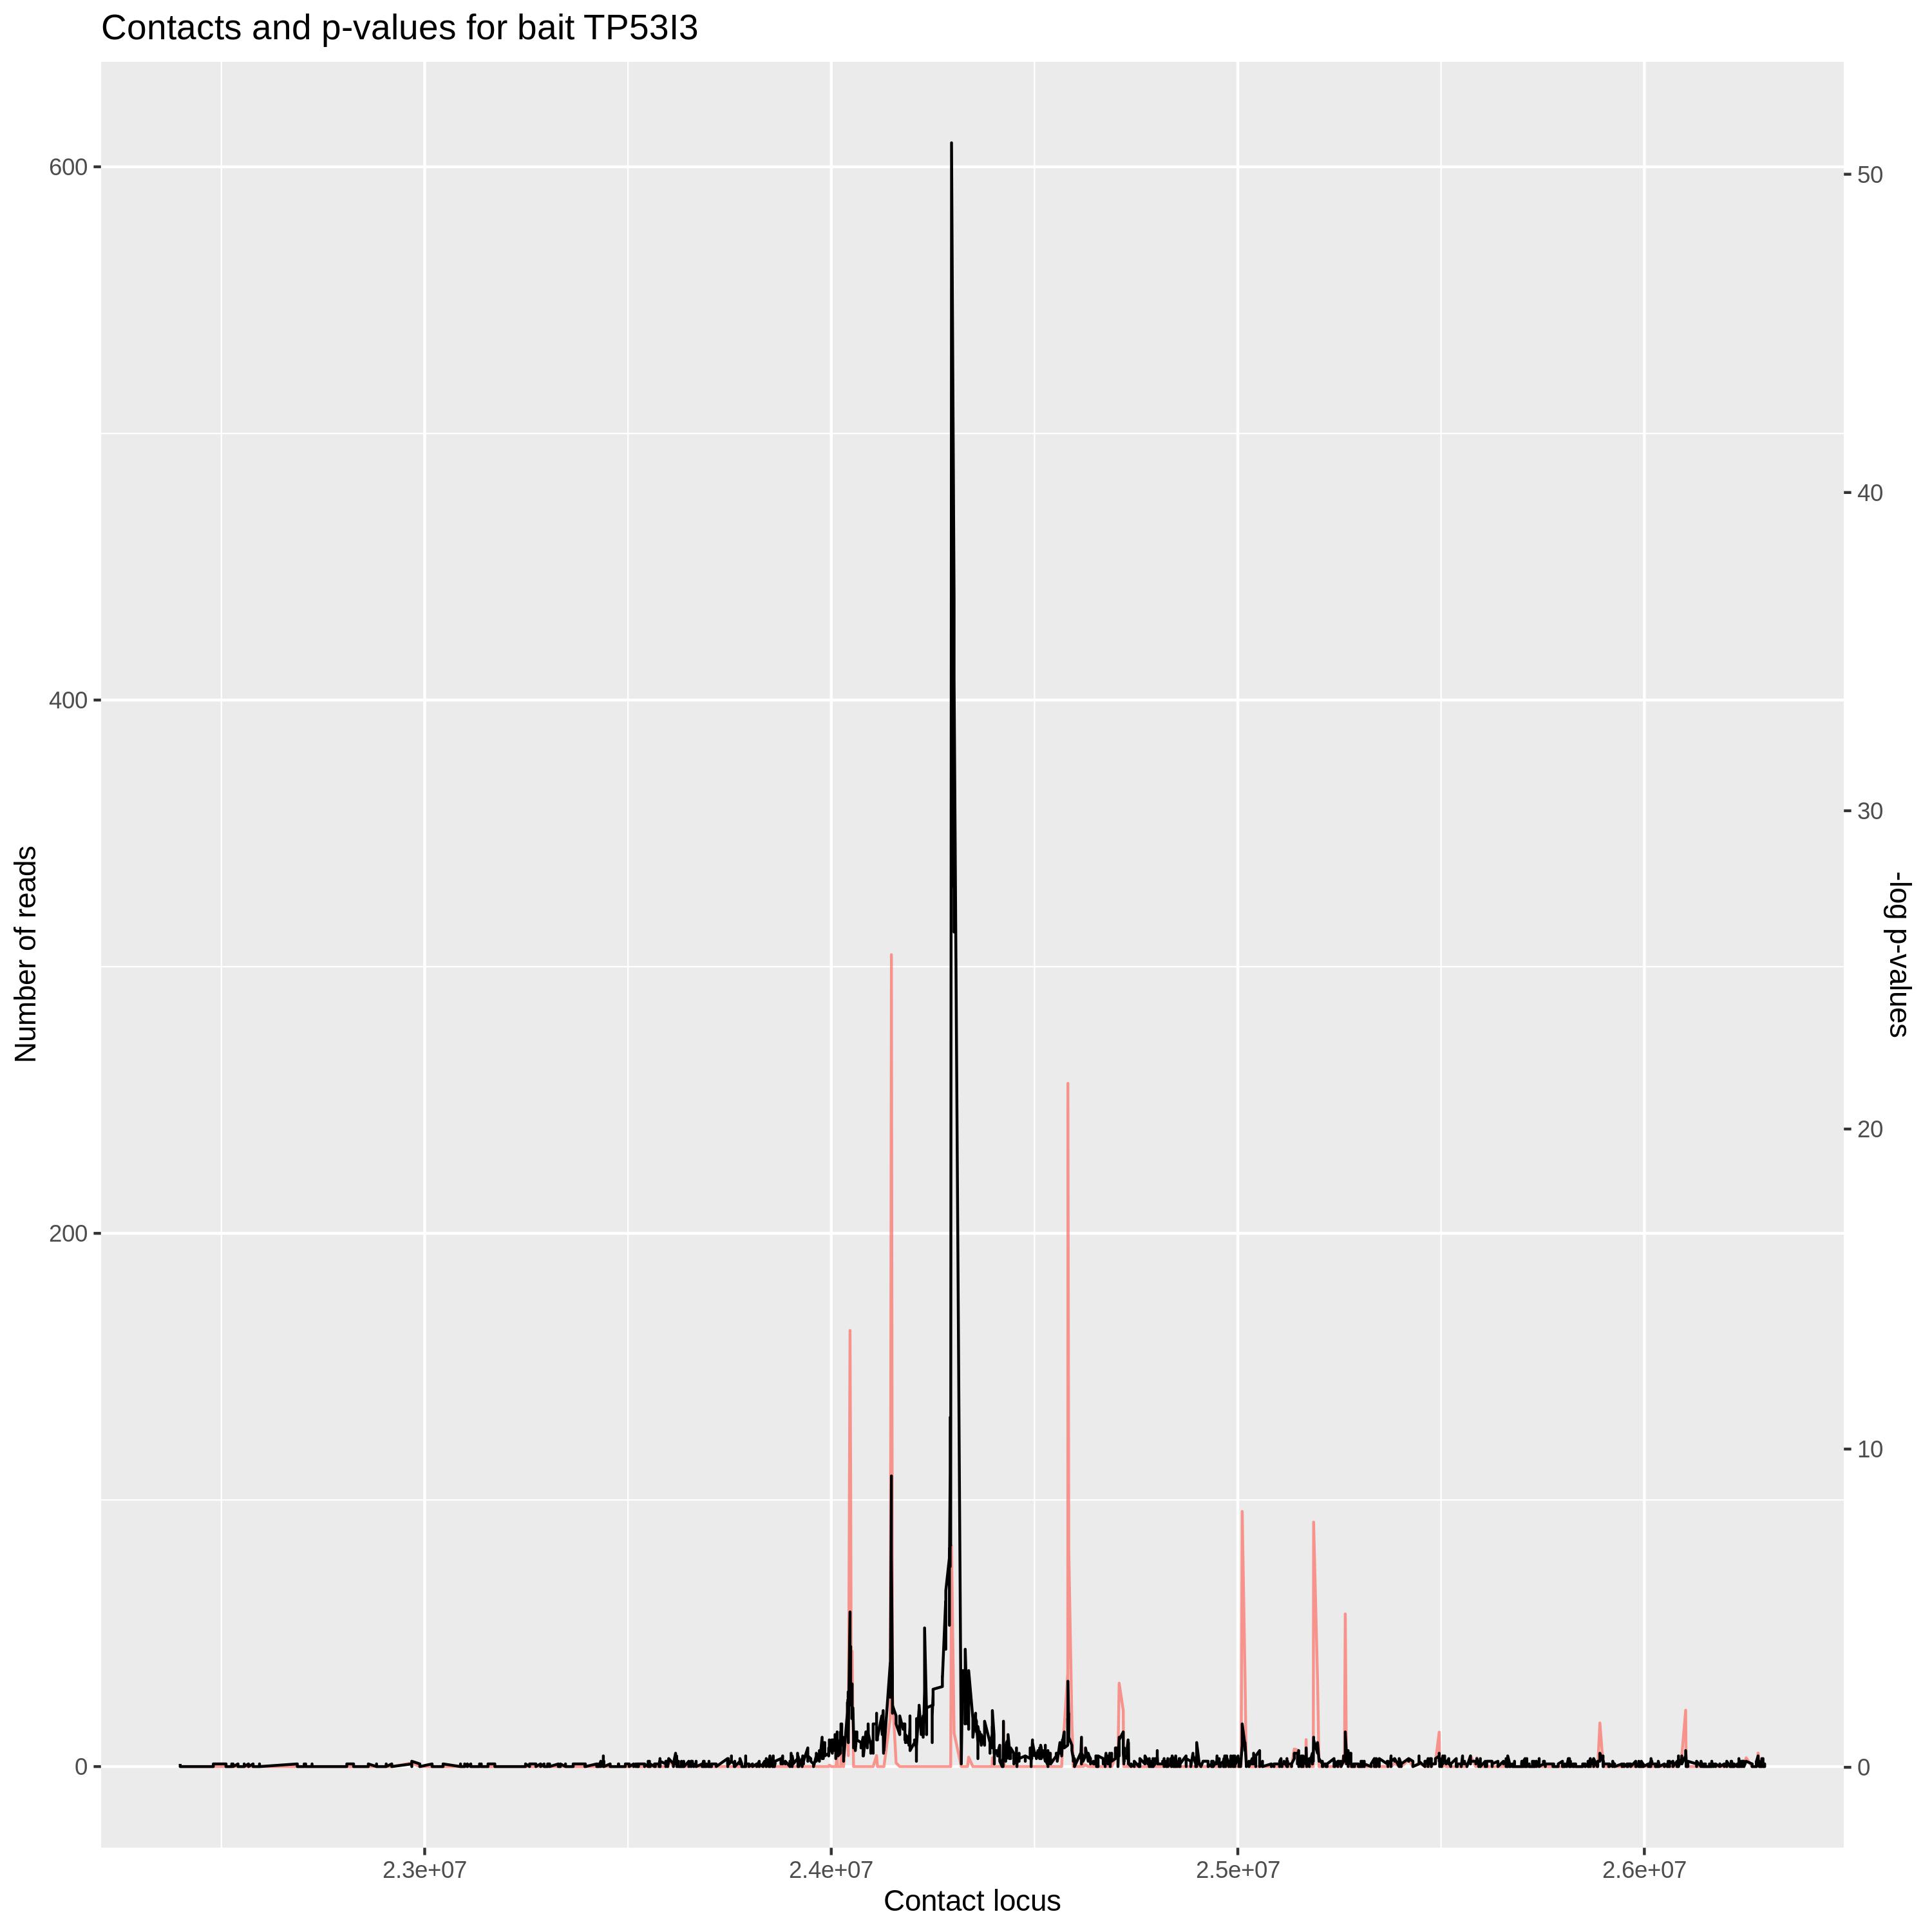 Contacts and p-values for bait TP53I3
600
400
200
0
50
40
30
20
10
0
Number of reads
-log p-values
2.3e+07
2.4e+07
2.5e+07
2.6e+07
Contact locus